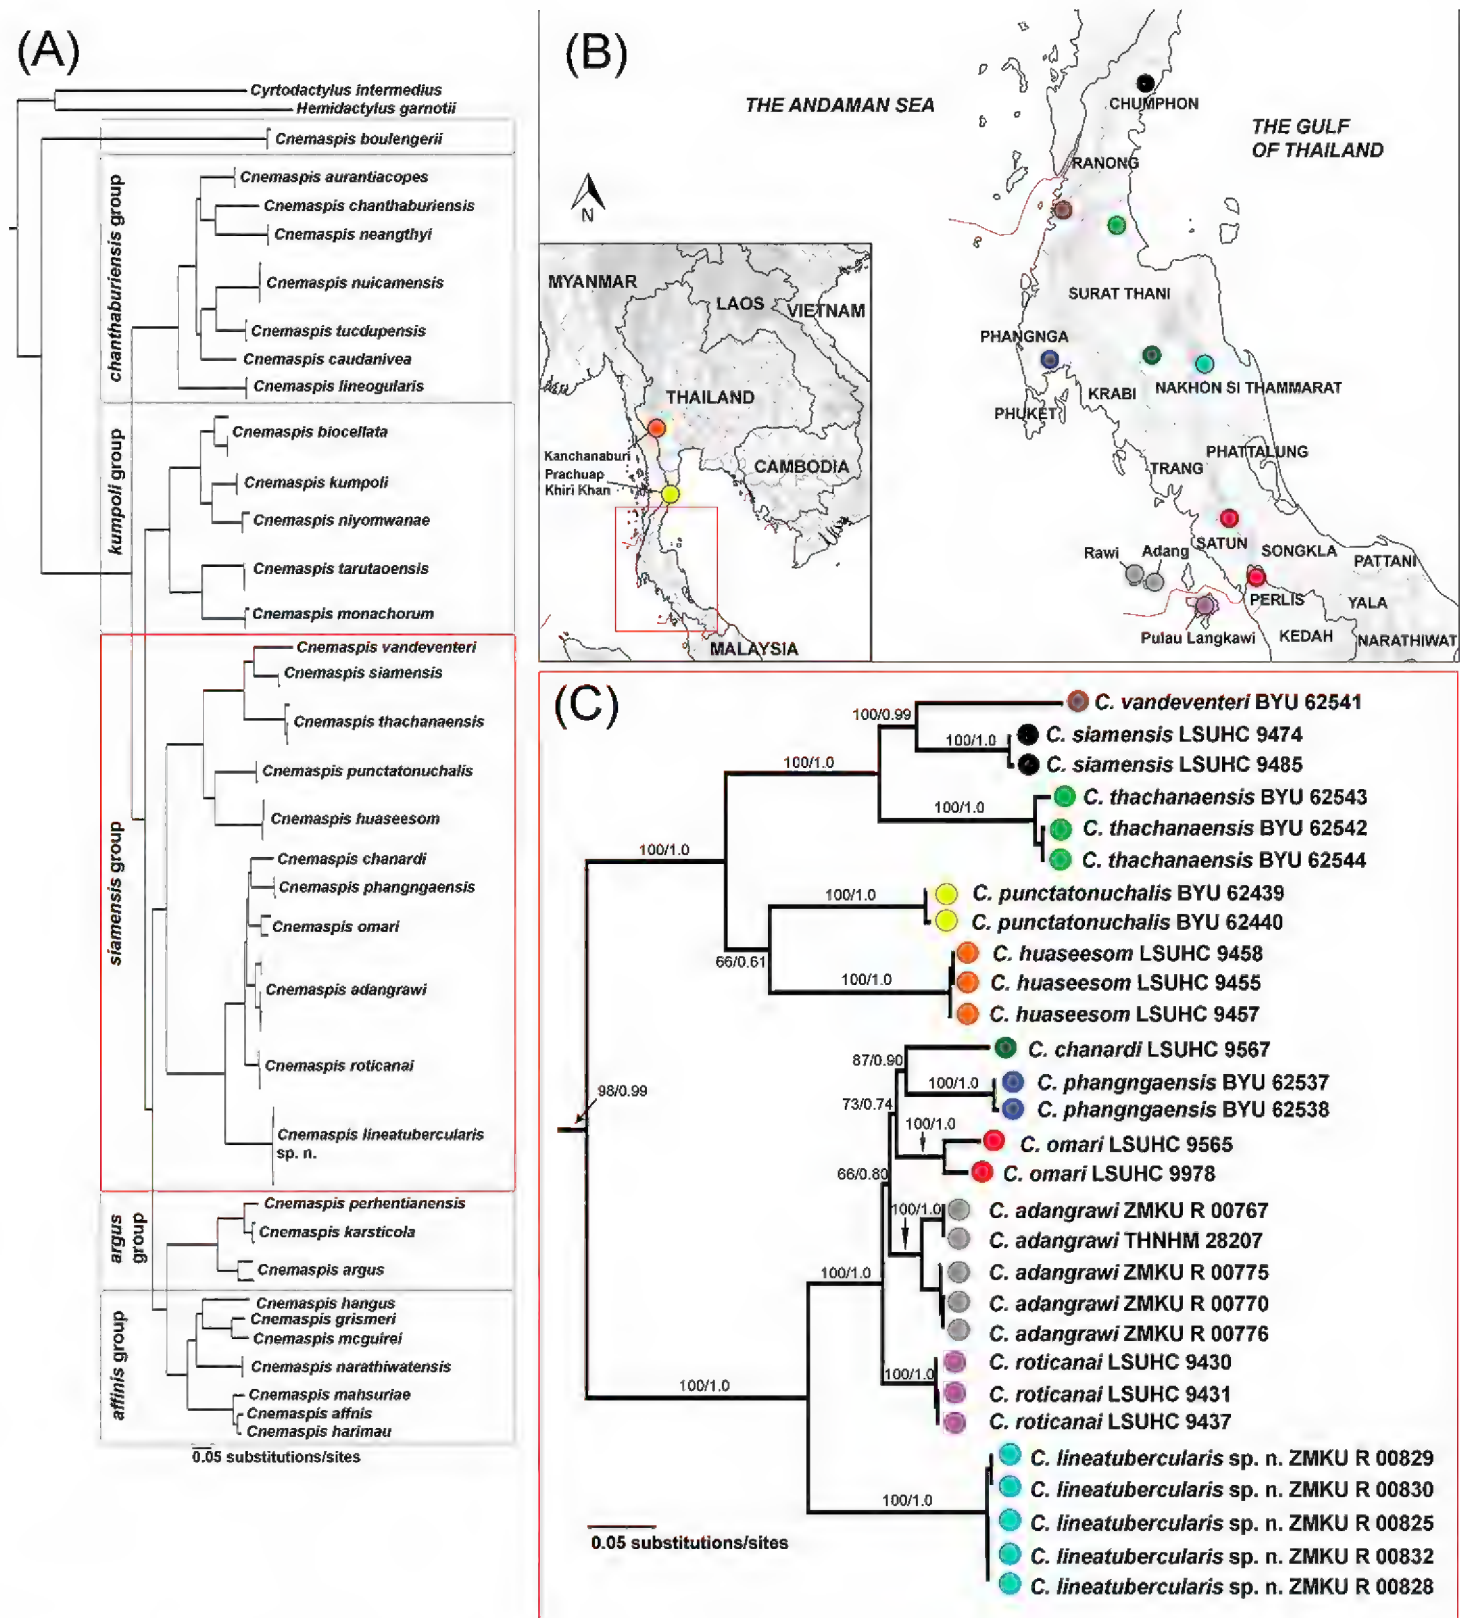 (A)
Cyrtodactylus intermedius
Hemidactylus garnotii
Cnemaspis boulengerii
chanthaburiensis group
Cnemaspis aurantiacopes
Cnemaspis chanthaburiensis
Cnemaspis neangthyi
Cnemaspis nuicamensis
Cnemaspis tucdupensis
Cnemaspis caudanivea
Cnemaspis lineogularis
kumpoli group
Cnemaspis biocellata
Cnemaspis kumpoli
Cnemaspis niyomwanae
Cnemaspis tarutaoensis
Cnemaspis monachorum
siamensis group
Cnemaspis vandeventeri
Cnemaspis siamensis
Cnemaspis thachanaensis
Cnemaspis punctatonuchalis
Cnemaspis huaseesom
Cnemaspis chanardi
Cnemaspis phangngaensis
Cnemaspis omari
Cnemaspis adangrawi
Cnemaspis roticanai
Cnemaspis lineatubercularis
sp. n.
argus
group
Cnemaspis perhentianensis
Cnemaspis karsticola
Cnemaspis argus
affinis group
Cnemaspis hangus
Cnemaspis grismeri
Cnemaspis mcguirei
Cnemaspis narathiwatensis
Cnemaspis mahsuriae
Cnemaspis affnis
Cnemaspis harimau
0.05 substitutions/sites
(B)
THE ANDAMAN SEA
THE GULF
OF THAILAND
N
MYANMAR
LAOS
VIETNAM
THAILAND
Kanchanaburi
Prachuap
Khiri Khan
CAMBODIA
MALAYSIA
CHUMPHON
RANONG
SURAT THANI
PHANGNGA
KRABI
NAKHON SI THAMMARAT
PHUKET
PHATTALUNG
TRANG
Rawi
Adang
SATUN
SONGKLA
PATTANI
PERLIS
YALA
Pulau Langkawi
KEDAH
NARATHIWAT
(C)
C. vandeventeri BYU 62541
100/0.99
C. siamensis LSUHC 9474
100/1.0
C. siamensis LSUHC 9485
100/1.0
C. thachanaensis BYU 62543
100/1.0
C. thachanaensis BYU 62542
100/1.0
C. thachanaensis BYU 62544
C. punctatonuchalis BYU 62439
100/1.0
C. punctatonuchalis BYU 62440
66/0.61
C. huaseesom LSUHC 9458
100/1.0
C. huaseesom LSUHC 9455
C. huaseesom LSUHC 9457
87/0.90
C. chanardi LSUHC 9567
98/0.99
100/1.0
C. phangngaensis BYU 62537
73/0.74
C. phangngaensis BYU 62538
100/1.0
C. omari LSUHC 9565
66/0.80
C. omari LSUHC 9978
100/1.0
C. adangrawi ZMKU R 00767
C. adangrawi THNHM 28207
100/1.0
C. adangrawi ZMKU R 00775
C. adangrawi ZMKU R 00770
C. adangrawi ZMKU R 00776
C. roticanai LSUHC 9430
100/1.0
C. roticanai LSUHC 9431
100/1.0
C. roticanai LSUHC 9437
C. lineatubercularis sp. n. ZMKU R 00829
C. lineatubercularis sp. n. ZMKU R 00830
100/1.0
C. lineatubercularis sp. n. ZMKU R 00825
C. lineatubercularis sp. n. ZMKU R 00832
C. lineatubercularis sp. n. ZMKU R 00828
0.05 substitutions/sites